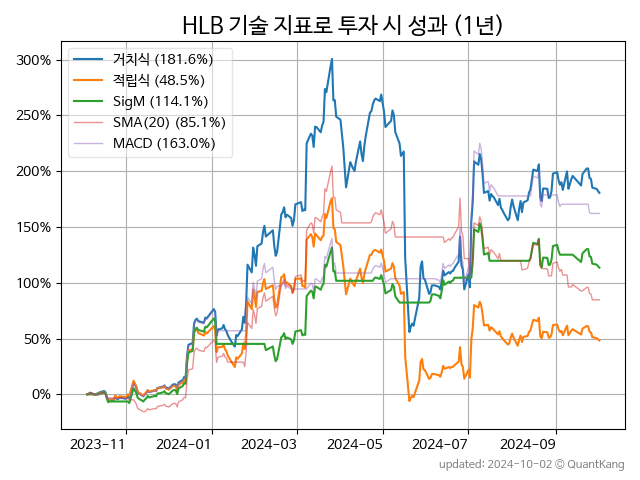 HLB 기술 지표로 투자 시 성과 (1년)
거치식 (181.6%)
적립식 (48.5%)
SigM (114.1%)
SMA(20) (85.1%)
MACD (163.0%)
300%
250%
200%
150%
100%
50%
0%
2023-11 2024-01 2024-03 2024-05 2024-07 2024-09
updated: 2024-10-02 © QuantKang